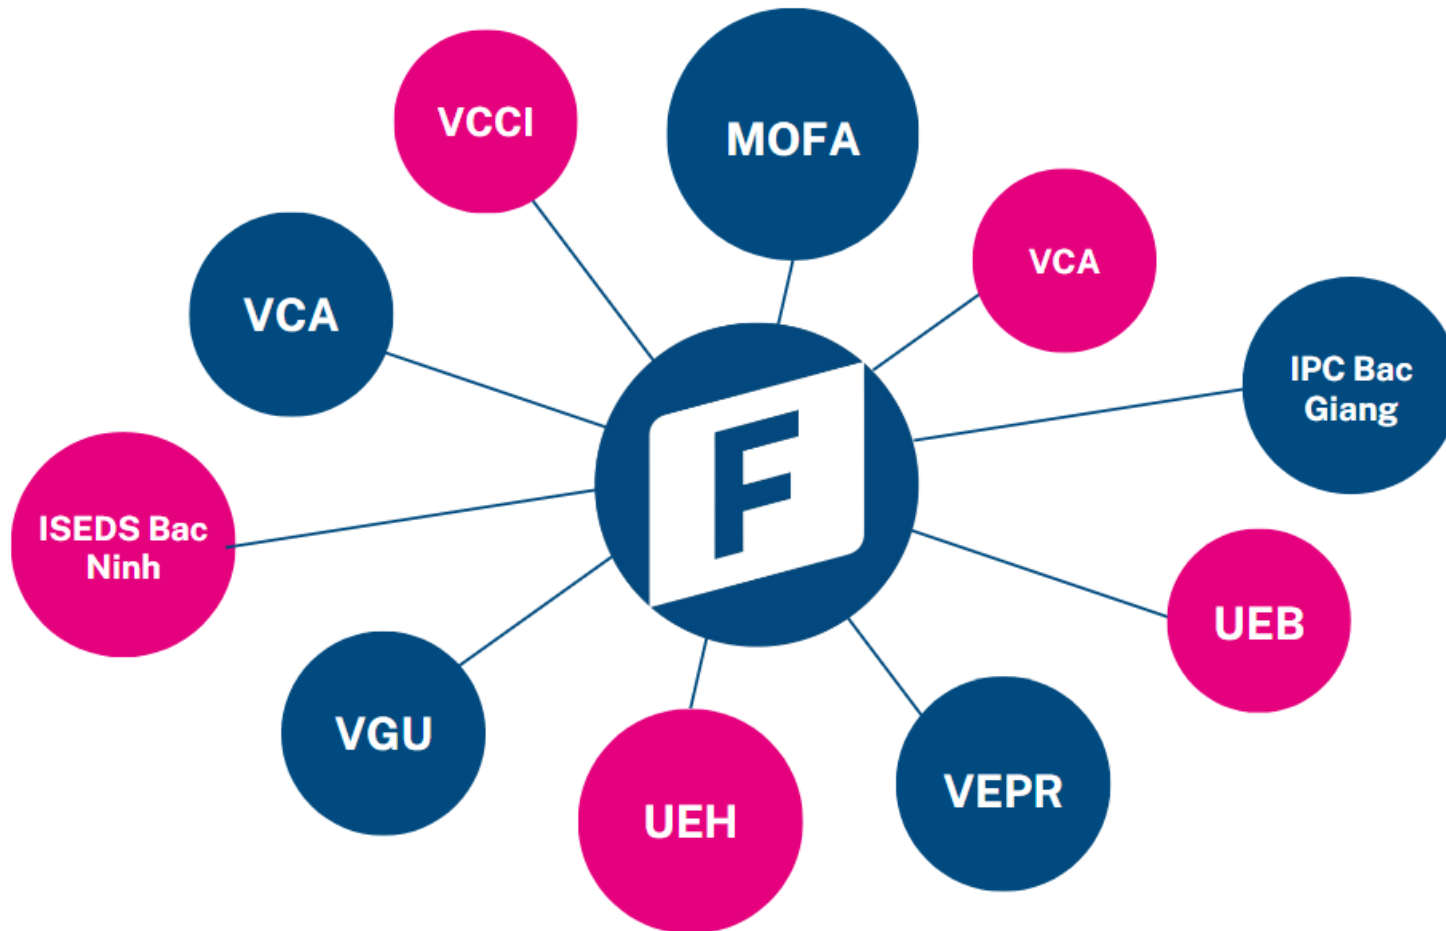 MOFA
VCCI
VCA
VCA
IPC Bac
Giang
F
ISEDS Bac
Ninh
UEB
VGU
VEPR
UEH